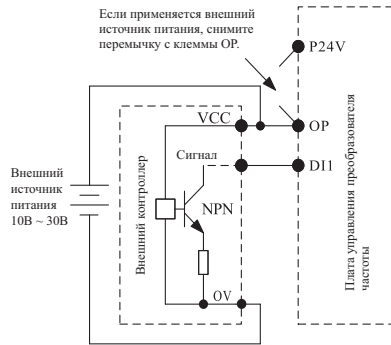 Если применяется внешний
источник питания, снимите
перемычку с клеммы OP.
P24V
VCC
OP
Сигнал
DI1
Внешний
источник
питания
10В ~ 30В
Внешний контроллер
NPN
OV
Плата управления преобразователя
частоты